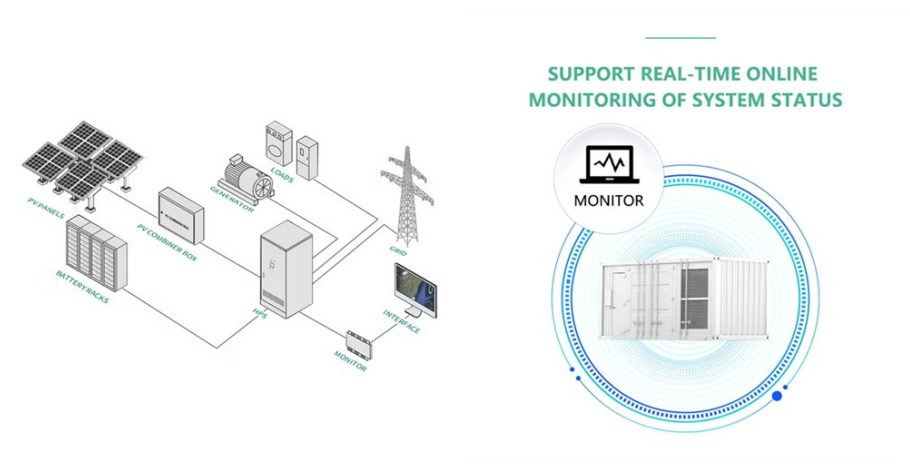 SUPPORT REAL-TIME ONLINE
MONITORING OF SYSTEM STATUS
MONITOR
LOADS
GENERATOR
PV PANELS
PV COMBINER BOX
GRID
BATTERY RACKS
HPS
INTERFACE
MONITOR